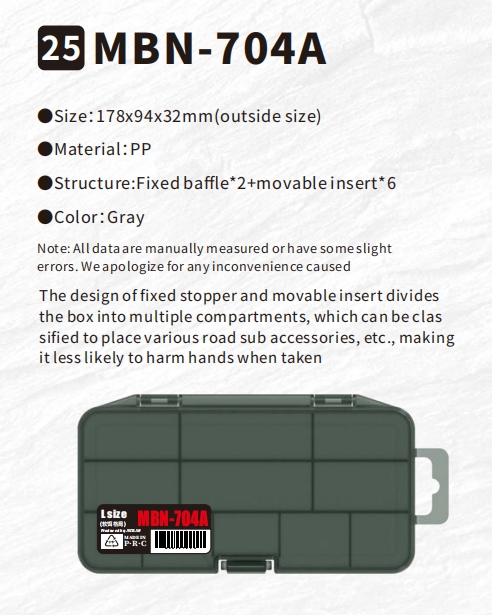 25 MBN-704A
●Size：178x94x32mm(outside size)
●Material：PP
●Structure:Fixed baffle*2+movable insert*6
●Color：Gray
Note: All data are manually measured or have some slight
errors. We apologize for any inconvenience caused
The design of fixed stopper and movable insert divides
the box into multiple compartments, which can be clas
sified to place various road sub accessories, etc., making
it less likely to harm hands when taken
L size
MBN-704A
MADE IN
P·R·C